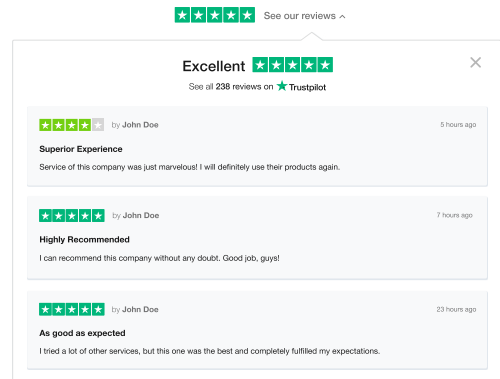 See our reviews
Excellent
See all 238 reviews on Trustpilot
by John Doe
5 hours ago
Superior Experience
Service of this company was just marvelous! I will definitely use their products again.
by John Doe
7 hours ago
Highly Recommended
I can recommend this company without any doubt. Good job, guys!
by John Doe
23 hours ago
As good as expected
I tried a lot of other services, but this one was the best and completely fulfilled my expectations.